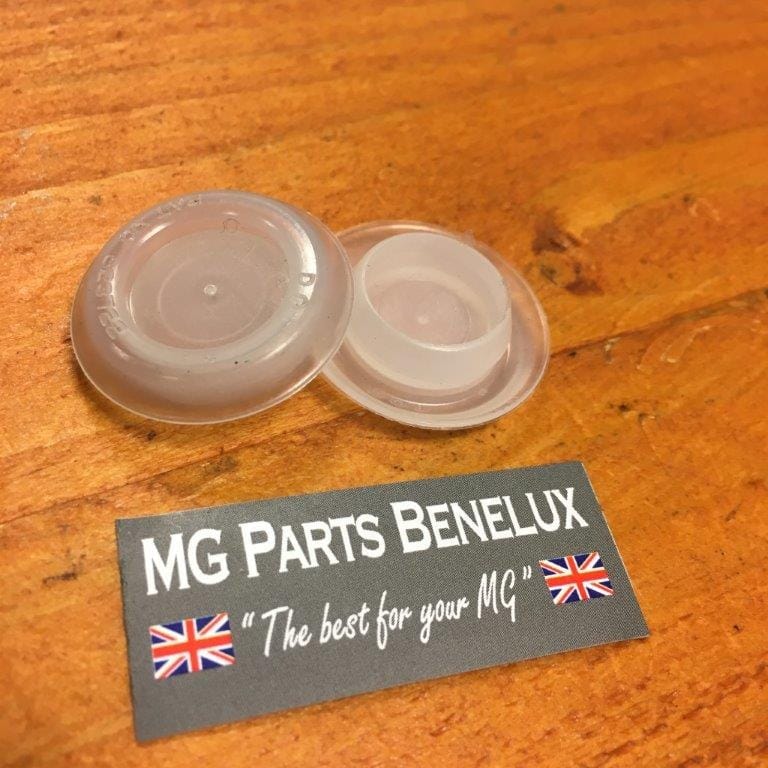 MG PARTS BENELUX
"The best for your MG"